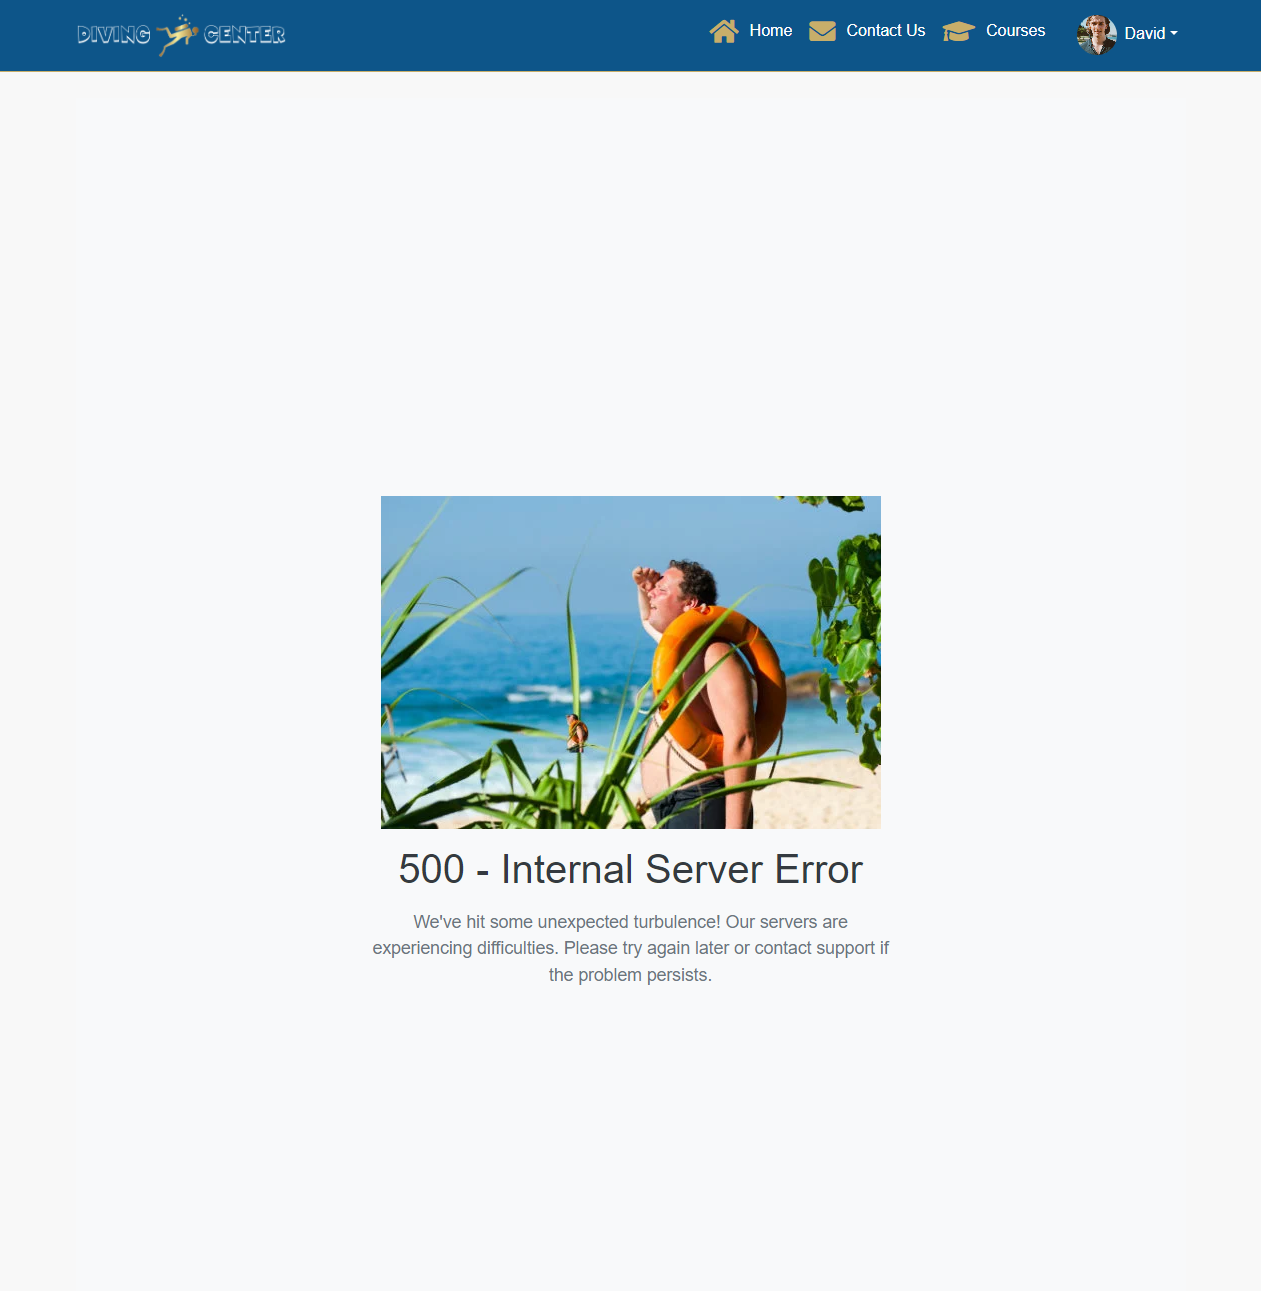 DIVING CENTER
Home
Contact Us
Courses
David
500 - Internal Server Error
We've hit some unexpected turbulence! Our servers are
experiencing difficulties. Please try again later or contact support if
the problem persists.